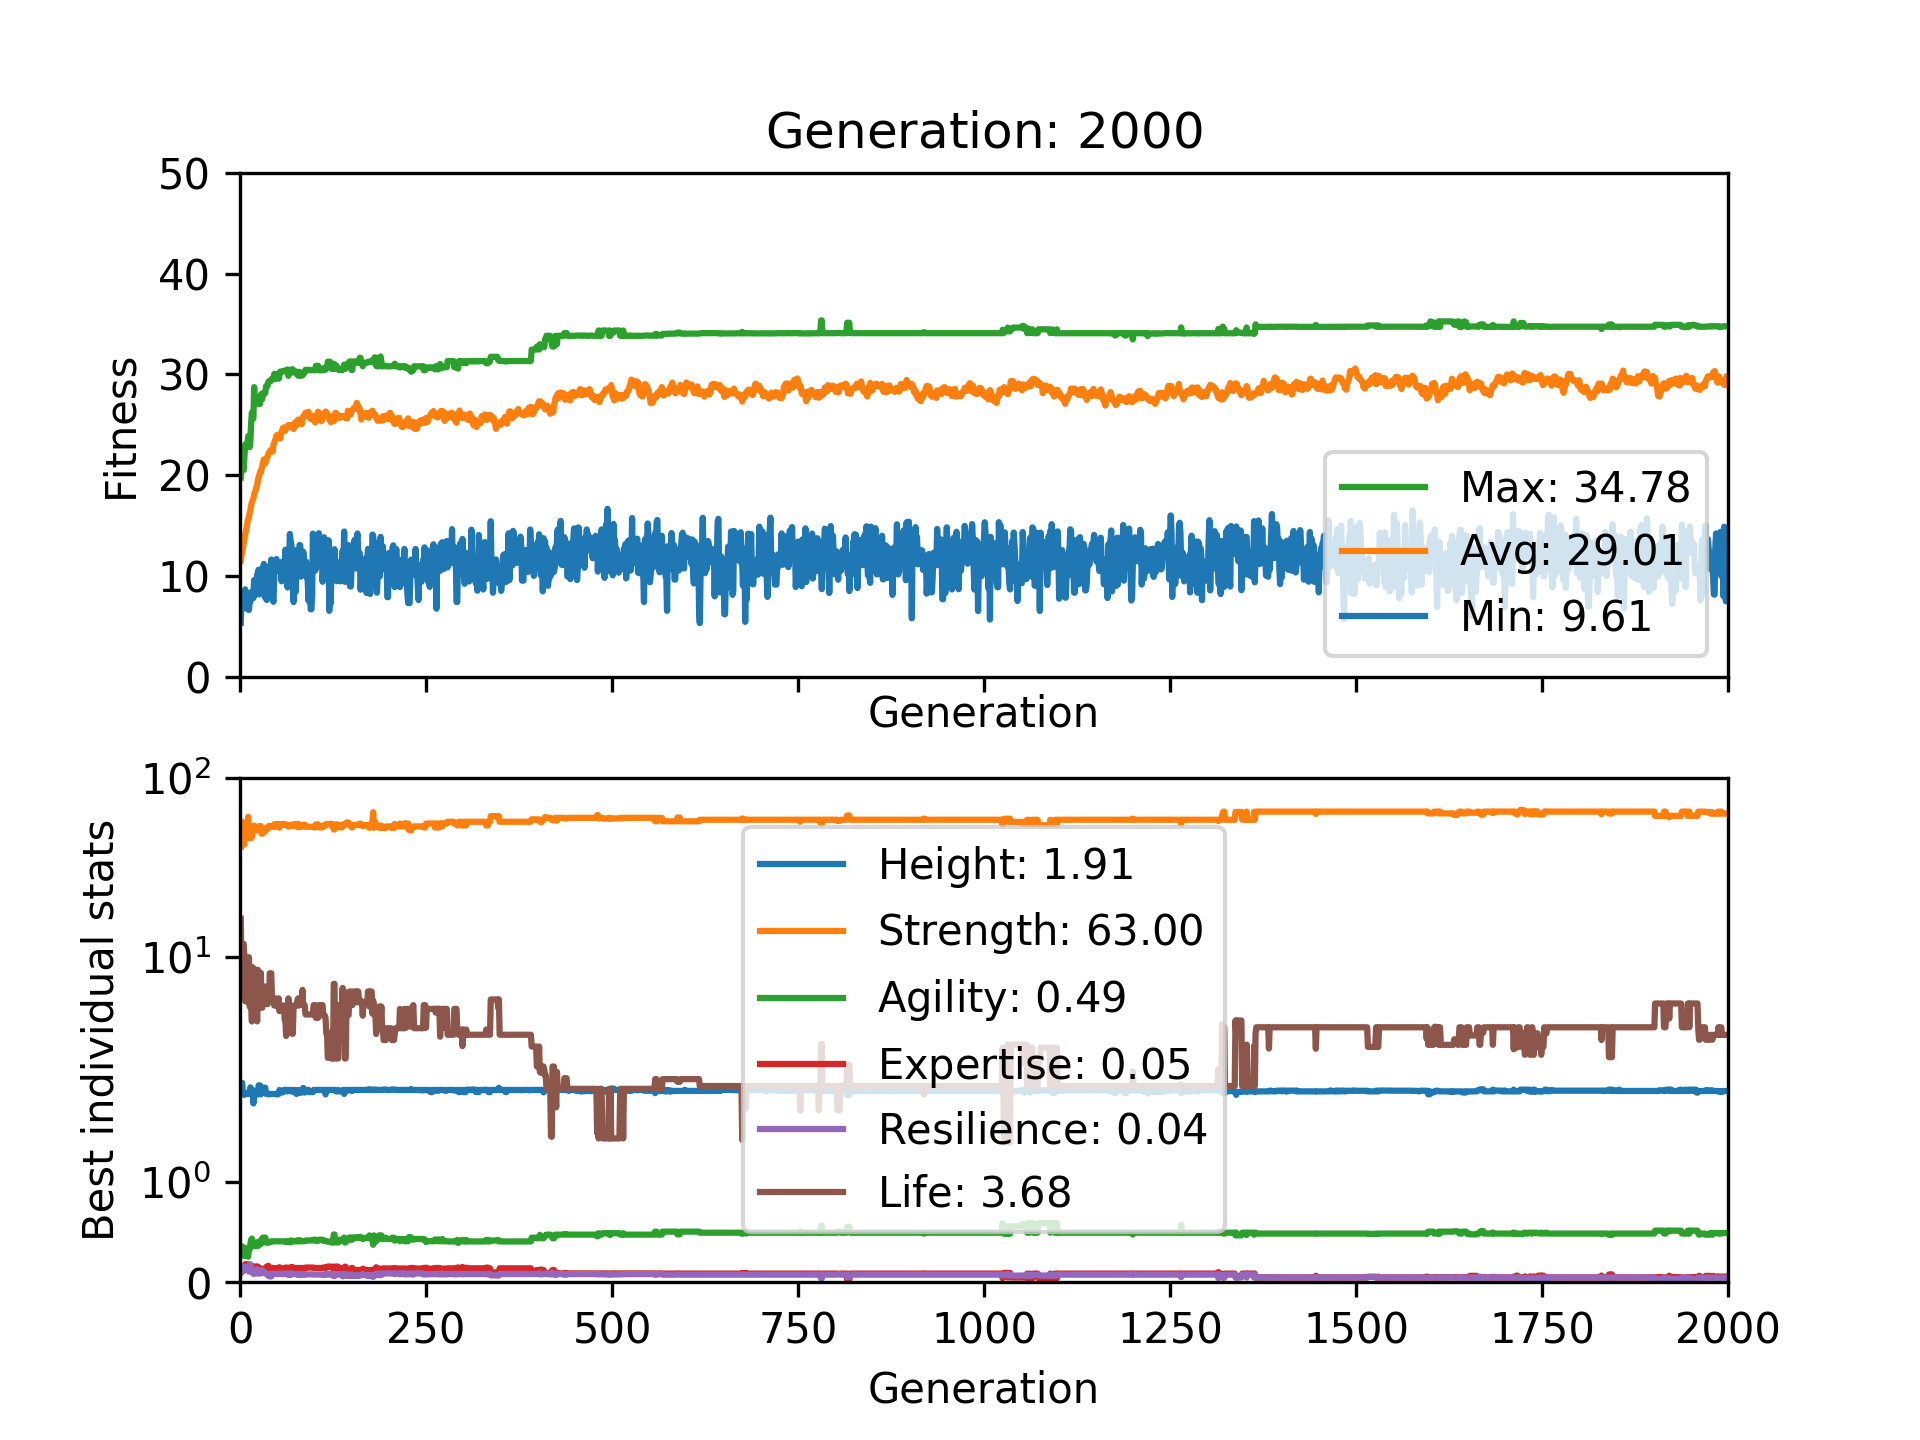 Generation: 2000
50
40
30
20
10
0
Fitness
Max: 34.78
Avg: 29.01
Min: 9.61
Generation
10²
10¹
10⁰
0
Best individual stats
Height: 1.91
Strength: 63.00
Agility: 0.49
Expertise: 0.05
Resilience: 0.04
Life: 3.68
0 250 500 750 1000 1250 1500 1750 2000
Generation